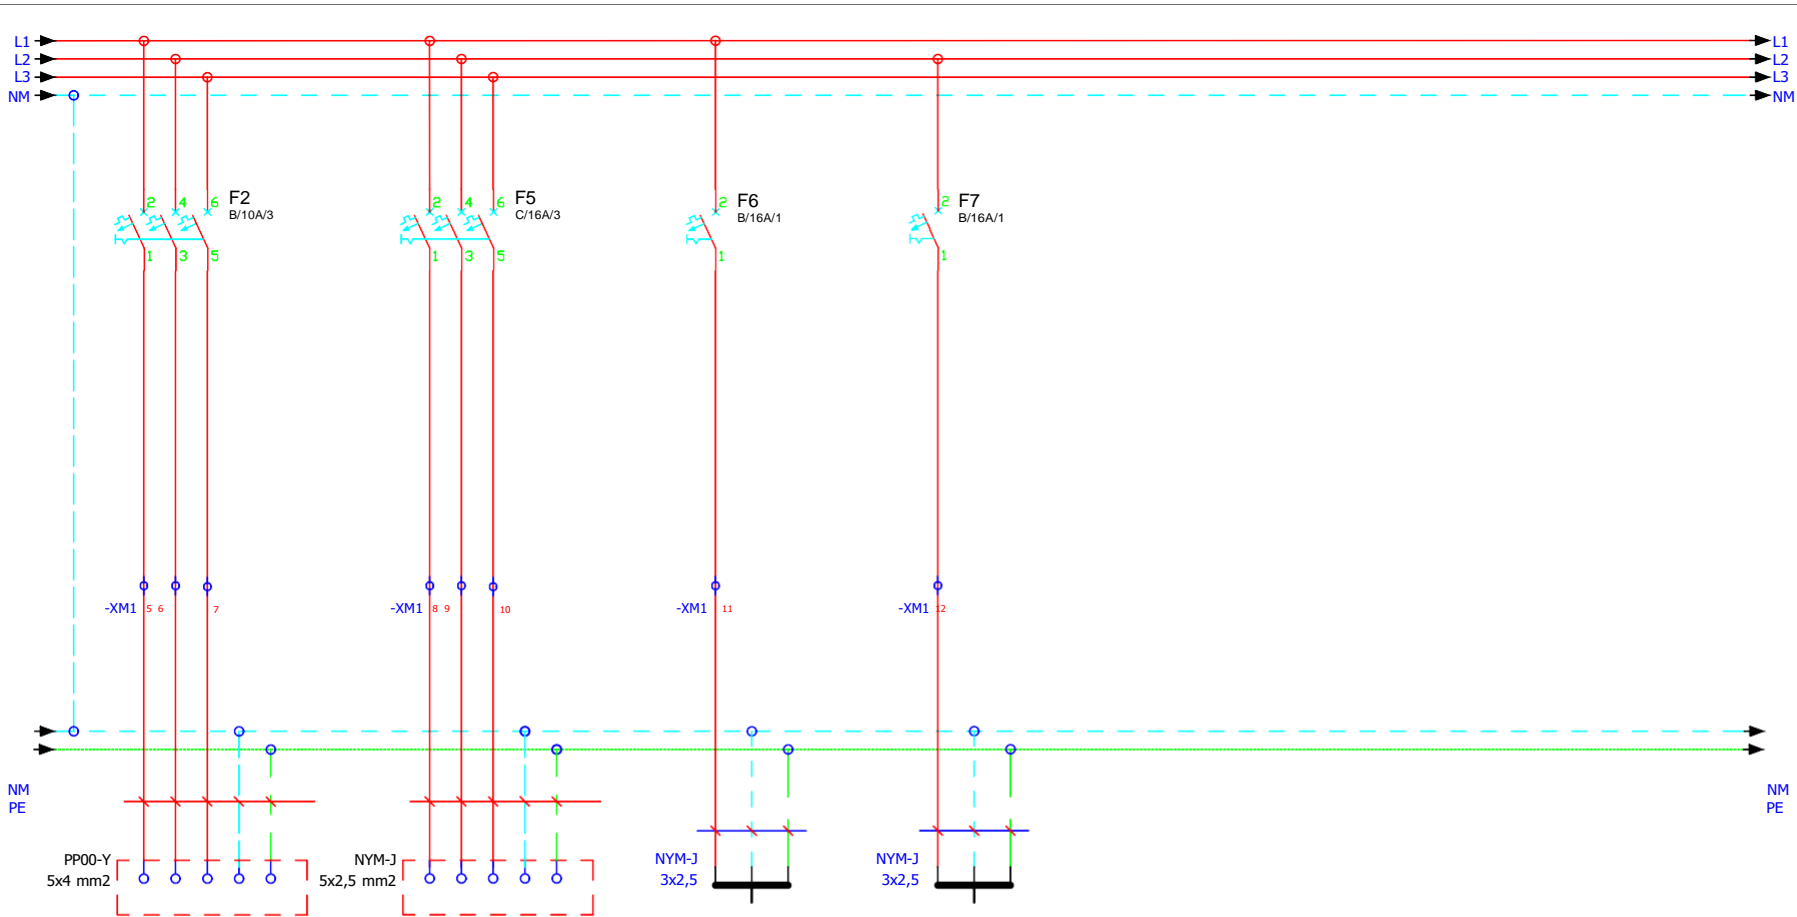 L1 L1
L2 L2
L3 L3
NM NM
F2
B/10A/3
2 4 6
1 3 5
F5
C/16A/3
2 4 6
1 3 5
F6
B/16A/1
2
1
F7
B/16A/1
2
1
-XM1 5 6 7
-XM1 8 9 10
-XM1 11
-XM1 12
NM NM
PE PE
PP00-Y
5x4 mm2
NYM-J
5x2,5 mm2
NYM-J
3x2,5
NYM-J
3x2,5